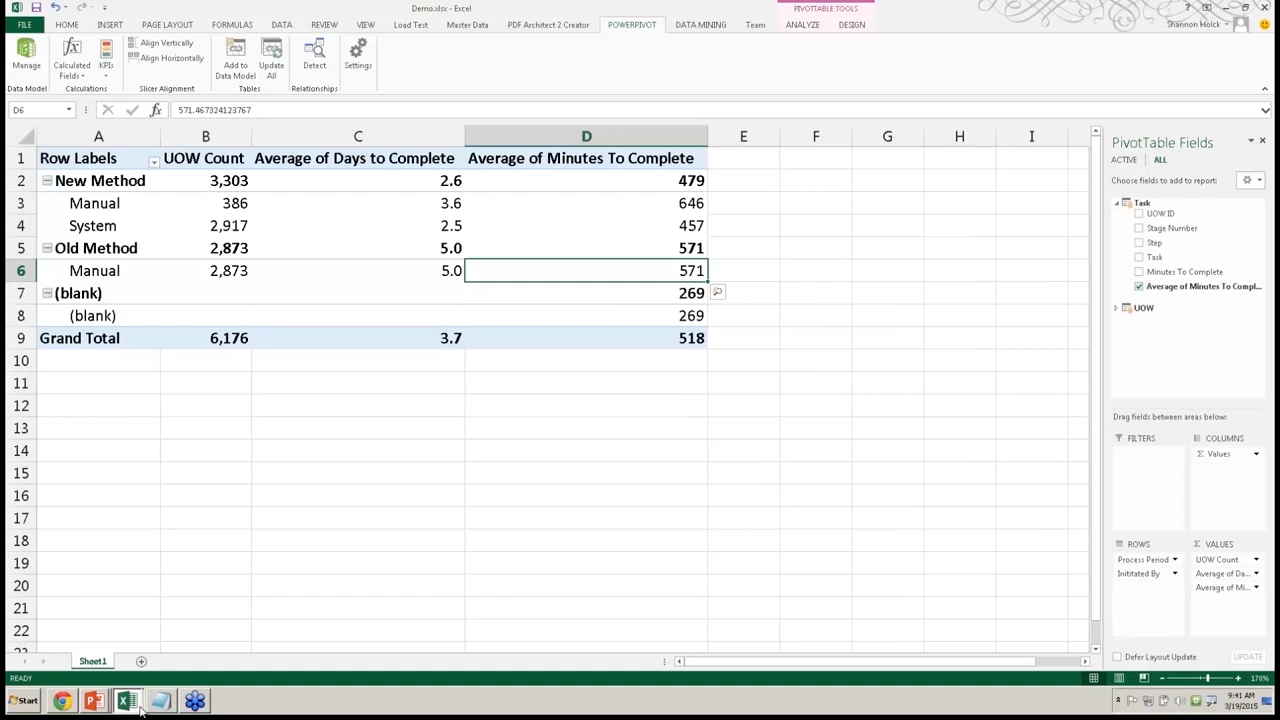 Demo.xlsx - Excel
PIVOTTABLE TOOLS
FILE HOME INSERT PAGE LAYOUT FORMULAS DATA REVIEW VIEW Load Test Luster Data PDF Architect 2 Creator POWERPIVOT DATA MINING Team ANALYZE DESIGN
Shannon Holck
Manage
Calculated Fields
KPIs
Align Vertically
Align Horizontally
Add to Data Model
Update All
Detect
Settings
Data Model Calculations Slicer Alignment Tables Relationships
D6 fx 571.467324123767
A B C D E F G H I
1 Row Labels UOW Count Average of Days to Complete Average of Minutes To Complete
2 New Method 3,303 2.6 479
3 Manual 386 3.6 646
4 System 2,917 2.5 457
5 Old Method 2,873 5.0 571
6 Manual 2,873 5.0 571
7 (blank) 269
8 (blank) 269
9 Grand Total 6,176 3.7 518
10
11
12
13
14
15
16
17
18
19
20
21
22
PivotTable Fields
ACTIVE ALL
Choose fields to add to report:
Task
UOW ID
Stage Number
Step
Task
Minutes To Complete
Average of Minutes To Compl...
UOW
Drag fields between areas below:
FILTERS COLUMNS
Σ Values
ROWS Σ VALUES
Process Period UOW Count
Inititated By Average of Da...
Average of Mi...
Defer Layout Update UPDATE
Sheet1
READY
170%
Start
9:41 AM
3/19/2015